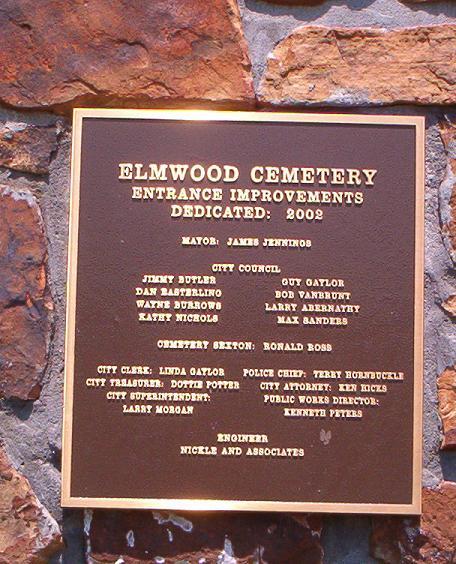 ELMWOOD CEMETERY
ENTRANCE IMPROVEMENTS
DEDICATED: 2002
MAYOR: JAMES JENNINGS
CITY COUNCIL
JIMMY BUTLER GUY GAYLOR
DAN EASTERLING BOB VANBRUNT
WAYNE BURROWS LARRY ABERNATHY
KATHY NICHOLS MAX SANDERS
CEMETERY SEXTON: RONALD ROSS
CITY CLERK: LINDA GAYLOR POLICE CHIEF: TERRY HORNBUCKLE
CITY TREASURER: DOTTIE POTTER CITY ATTORNEY: KEN HICKS
CITY SUPERINTENDENT: PUBLIC WORKS DIRECTOR:
LARRY MORGAN KENNETH PETERS
ENGINEER
NICKLE AND ASSOCIATES